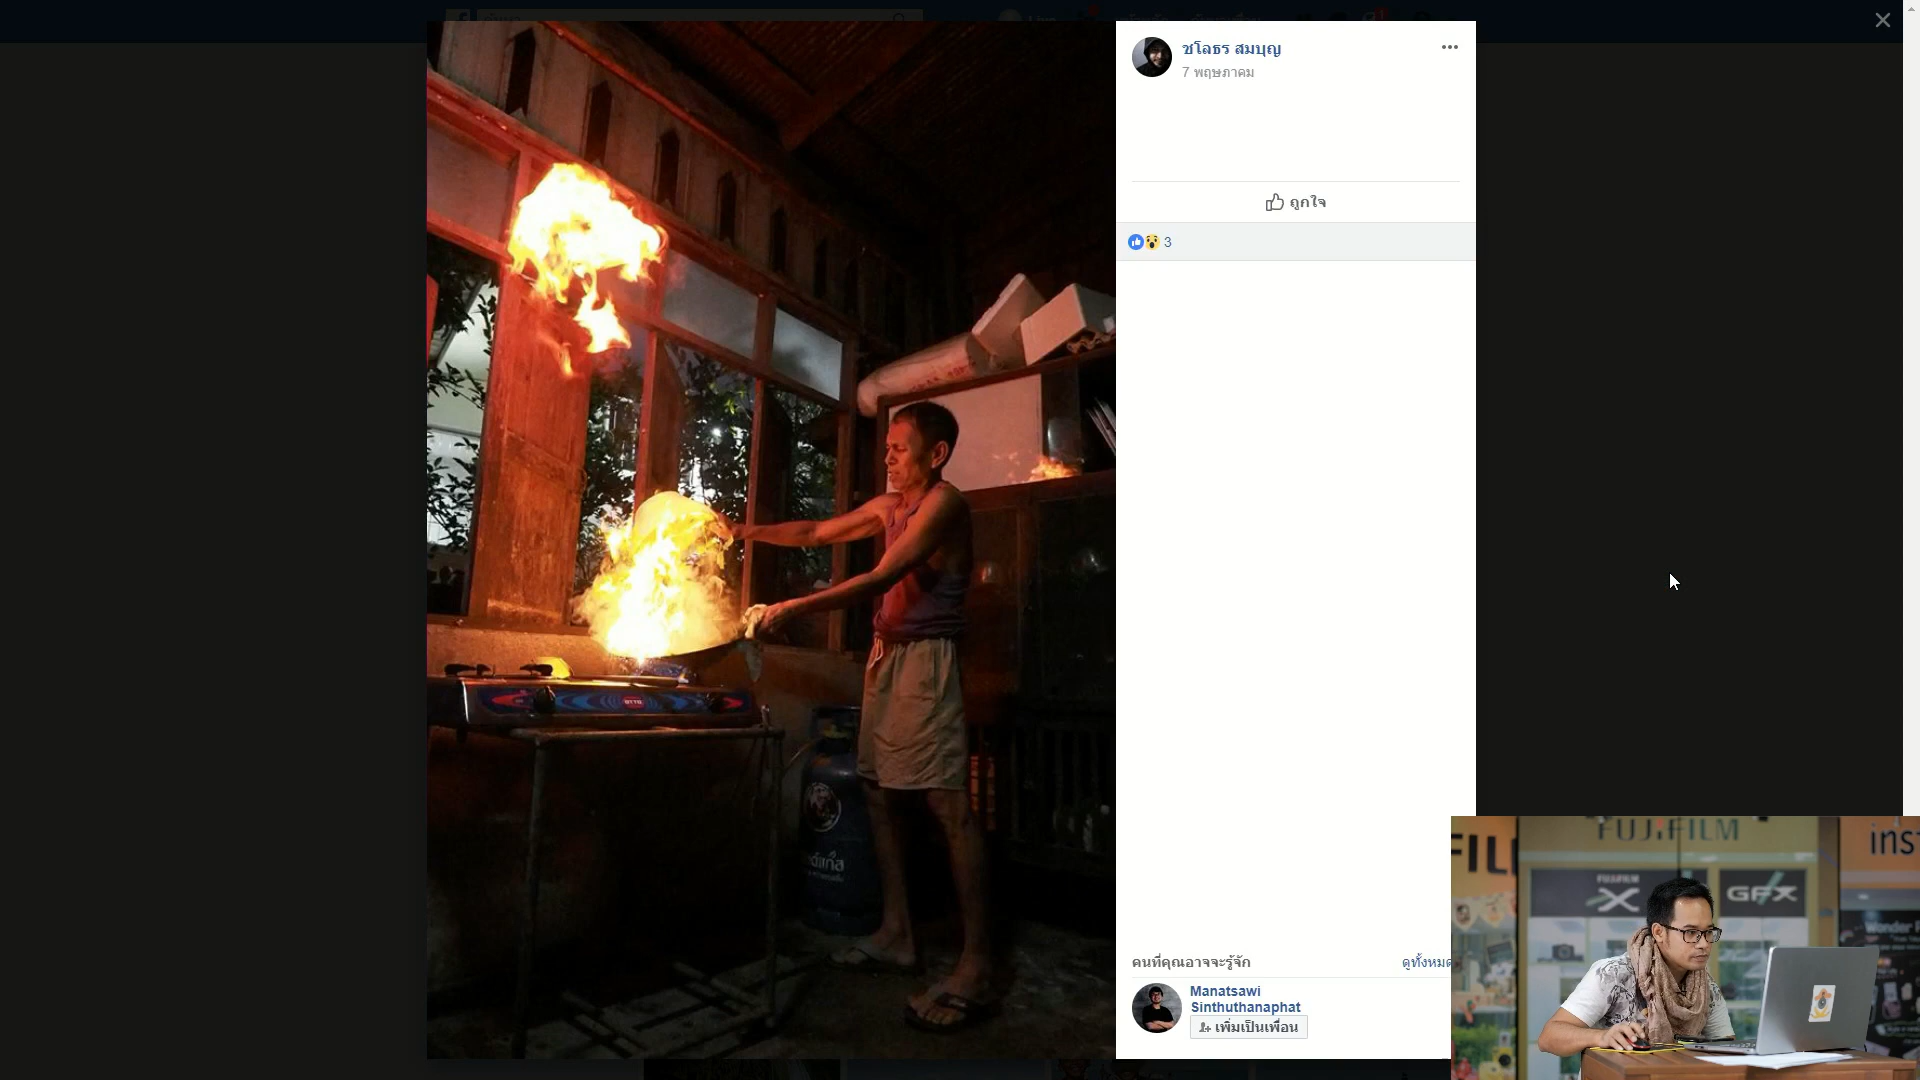 ชโลธร สมบุญ
7 พฤษภาคม
ถูกใจ
3
คนที่คุณอาจจะรู้จัก
ดูทั้งหมด
Manatsawi
Sinthuthanaphat
เพิ่มเป็นเพื่อน
OTTO
FUJIFILM
FUJIFILM
X
GFX